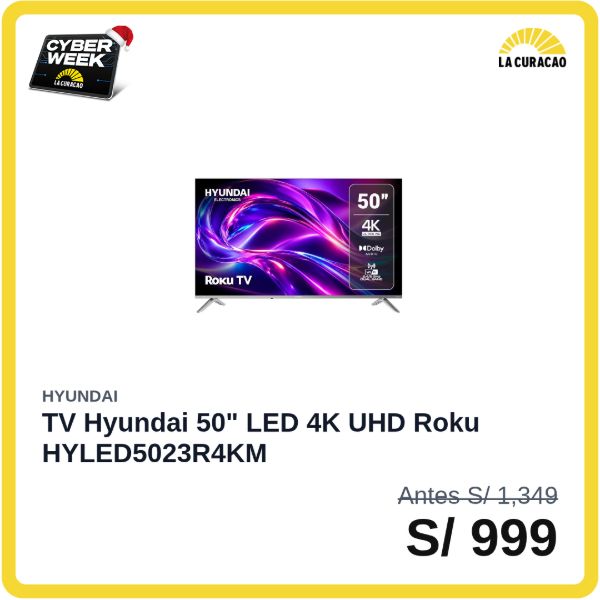 CYBER
WEEK
LA CURACAO
LA CURACAO
HYUNDAI
ELECTRONICS
50"
4K
Dolby
Roku TV
HYUNDAI
TV Hyundai 50" LED 4K UHD Roku
HYLED5023R4KM
Antes S/ 1,349
S/ 999